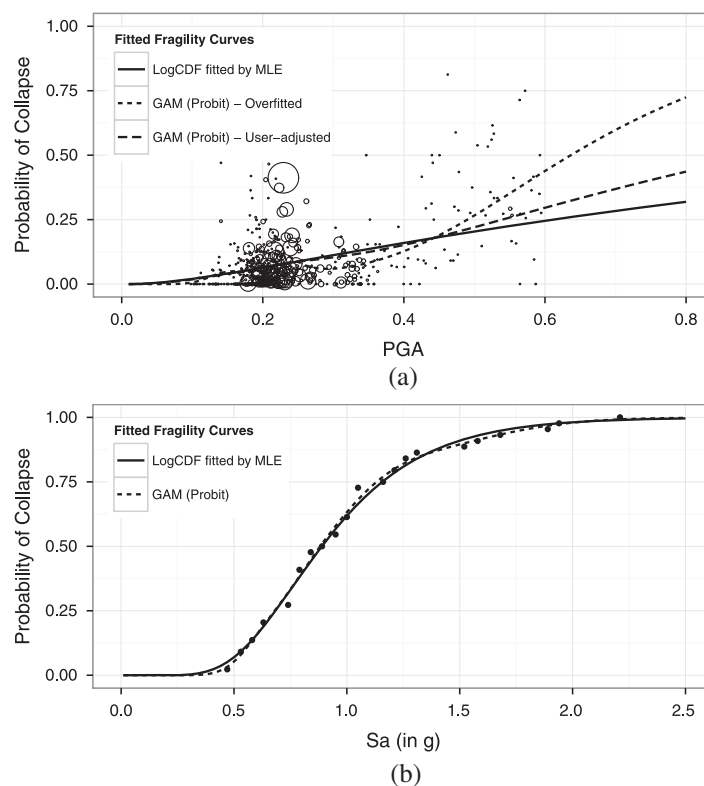 1.00
Fitted Fragility Curves
LogCDF fitted by MLE
0.75
GAM (Probit) – Overfitted
GAM (Probit) – User–adjusted
0.50
0.25
0.00
Probability of Collapse
0.0 0.2 0.4 0.6 0.8
PGA
(a)
1.00
Fitted Fragility Curves
LogCDF fitted by MLE
0.75
GAM (Probit)
0.50
0.25
0.00
Probability of Collapse
0.0 0.5 1.0 1.5 2.0 2.5
Sa (in g)
(b)